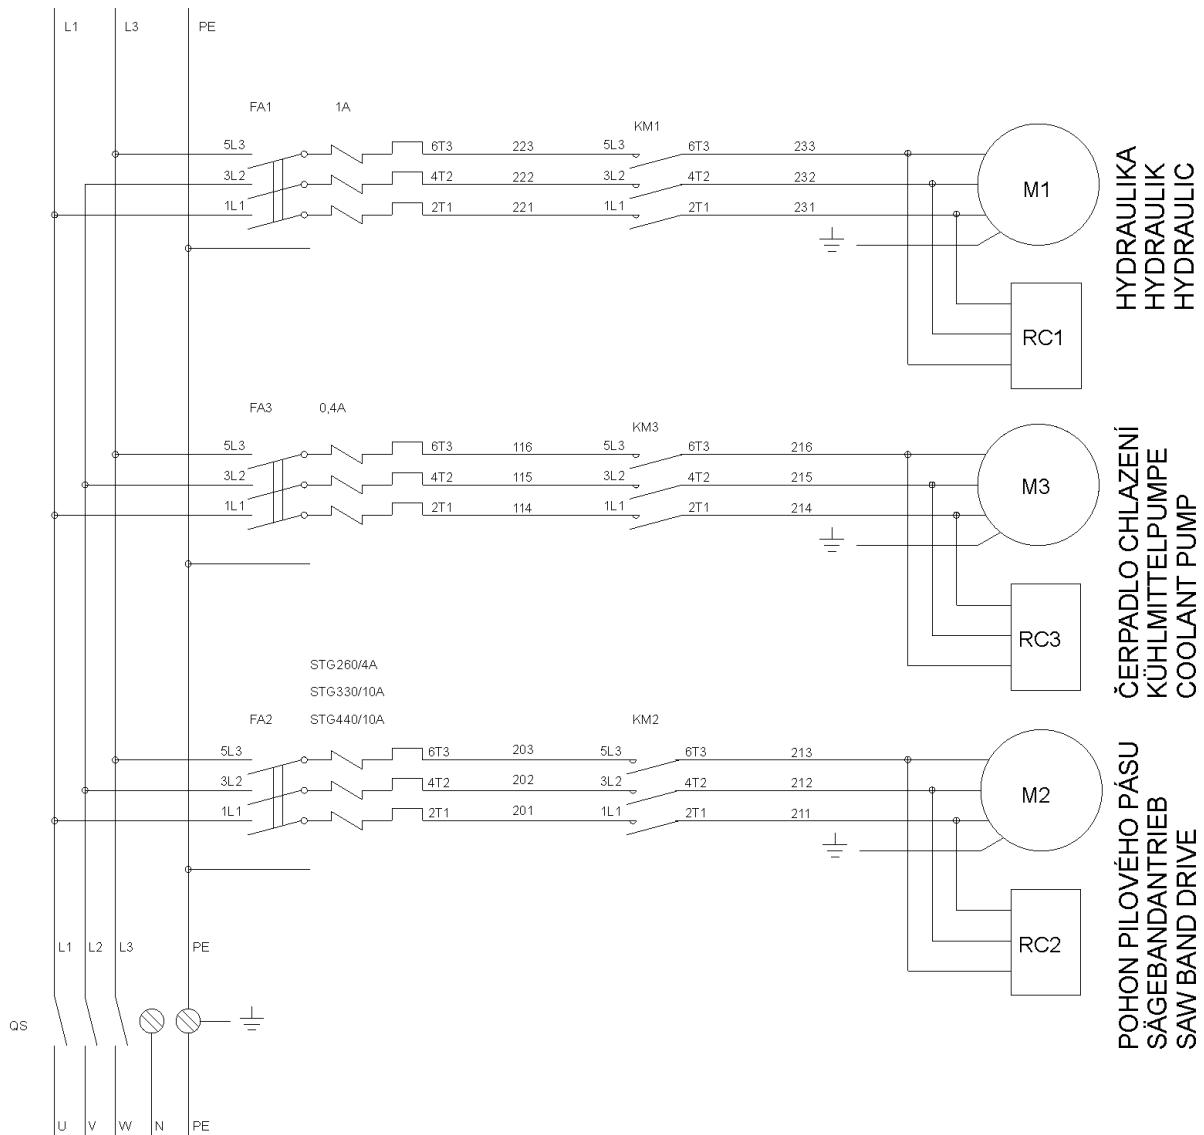 L1 L3 PE
FA1 1A
KM1
5L3 6T3 223 5L3 6T3 233
3L2 4T2 222 3L2 4T2 232
1L1 2T1 221 1L1 2T1 231
M1
RC1
HYDRAULIKA
HYDRAULIK
HYDRAULIC
FA3 0,4A
KM3
5L3 6T3 116 5L3 6T3 216
3L2 4T2 115 3L2 4T2 215
1L1 2T1 114 1L1 2T1 214
M3
RC3
ČERPADLO CHLAZENÍ
KÜHLMITTELPUMPE
COOLANT PUMP
STG260/4A
STG330/10A
FA2 STG440/10A KM2
5L3 6T3 203 5L3 6T3 213
3L2 4T2 202 3L2 4T2 212
1L1 2T1 201 1L1 2T1 211
M2
RC2
POHON PILOVÉHO PÁSU
SÄGEBANDANTRIEB
SAW BAND DRIVE
L1 L2 L3 PE
QS
U V W N PE